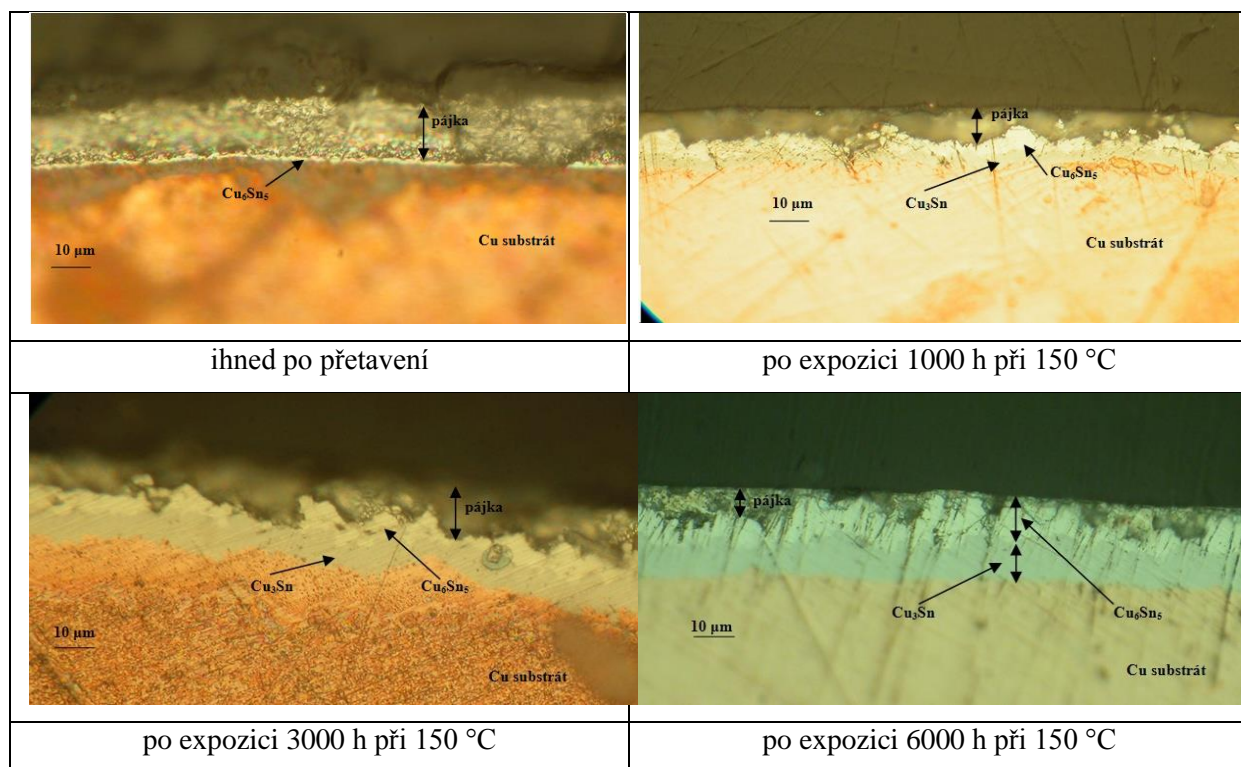 pájka
Cu₆Sn₅
Cu substrát
10 µm
ihned po přetavení
pájka
Cu₆Sn₅
Cu₃Sn
10 µm
Cu substrát
po expozici 1000 h při 150 °C
pájka
Cu₃Sn
Cu₆Sn₅
10 µm
Cu substrát
po expozici 3000 h při 150 °C
pájka
Cu₃Sn
Cu₆Sn₅
10 µm
Cu substrát
po expozici 6000 h při 150 °C